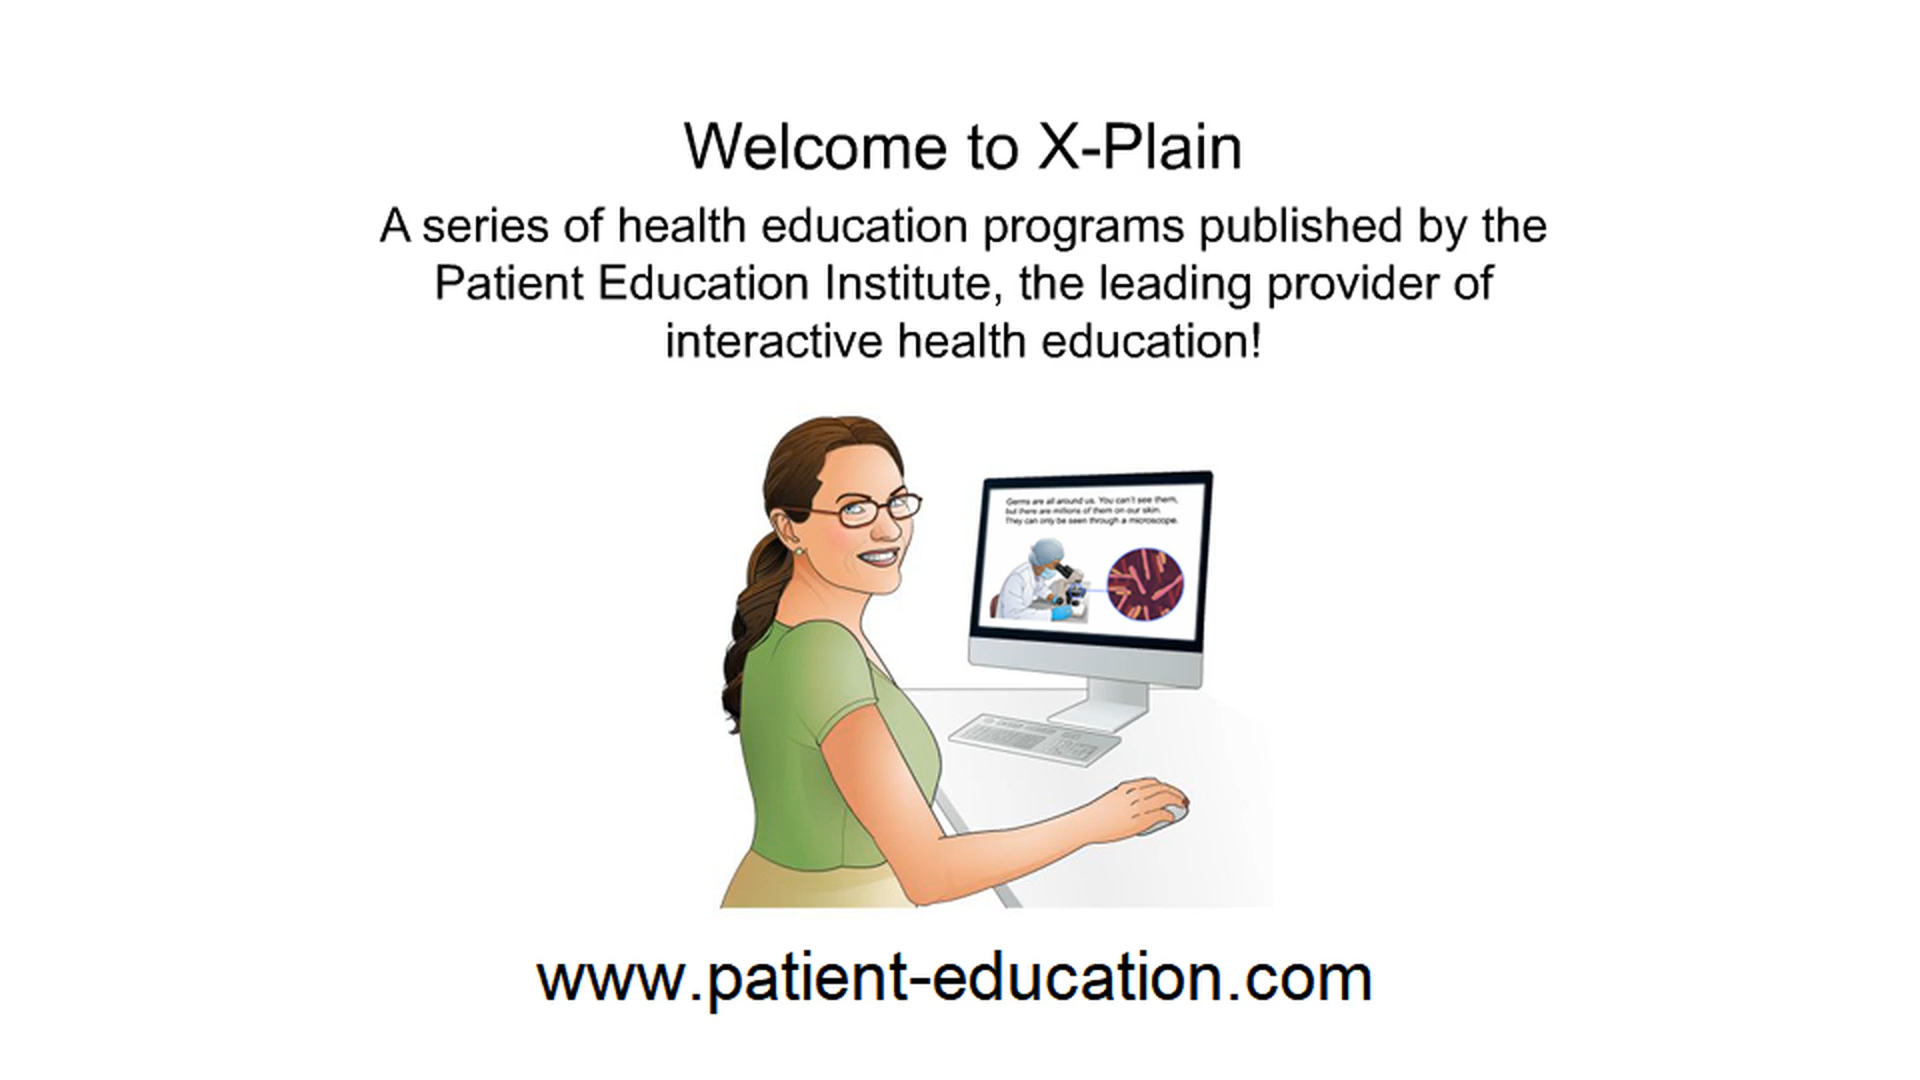 Welcome to X-Plain
A series of health education programs published by the
Patient Education Institute, the leading provider of
interactive health education!
Germs are all around us. You can't see them,
but there are millions of them on our skin.
They can only be seen through a microscope.
www.patient-education.com